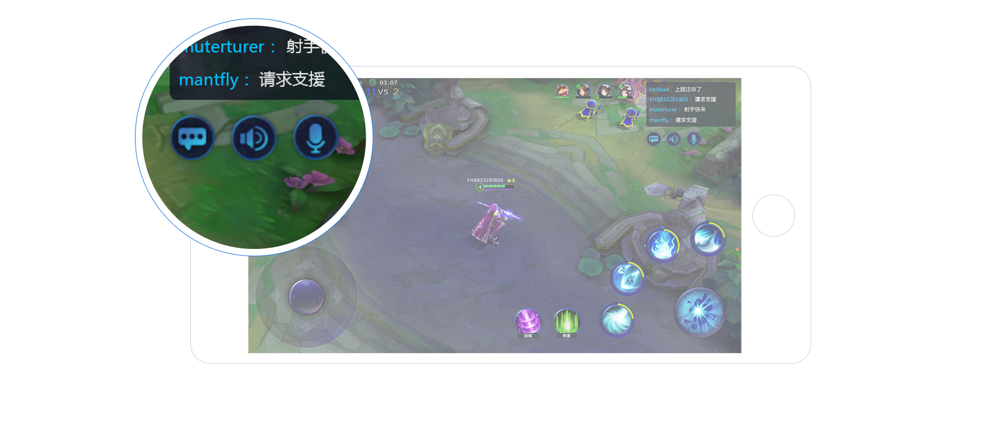 muterturer： 射手快
mantfly： 请求支援
03:07
11 VS 2
bbbbaa： 上路注意了
YH8833281805： 请求支援
muterturer： 射手快来
mantfly： 请求支援
YH8833281805 ★4
4
回城
恢复